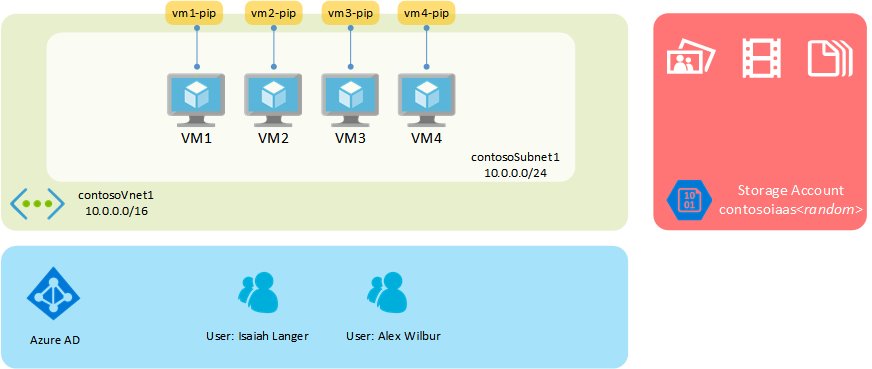 vm1-pip
vm2-pip
vm3-pip
vm4-pip
VM1
VM2
VM3
VM4
contosoSubnet1
10.0.0.0/24
contosoVnet1
10.0.0.0/16
10
01
Storage Account
contosoiaas<random>
Azure AD
User: Isaiah Langer
User: Alex Wilbur